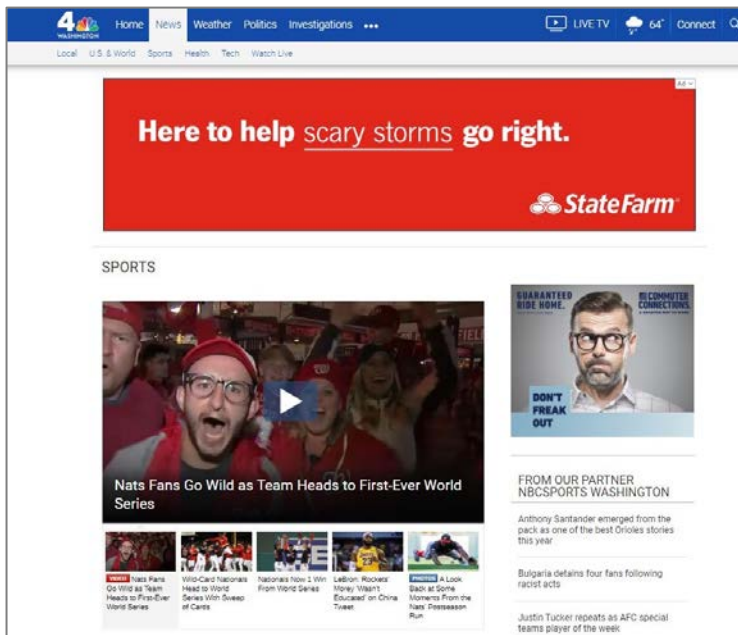 4
WASHINGTON
Home News Weather Politics Investigations •••
LIVE TV 64° Connect
Local U.S. & World Sports Health Tech Watch Live
Ad
Here to help scary storms go right.
State Farm
SPORTS
GUARANTEED
RIDE HOME.
COMMUTER
CONNECTIONS.
DON'T
FREAK
OUT
Nats Fans Go Wild as Team Heads to First-Ever World
Series
FROM OUR PARTNER
NBCSPORTS WASHINGTON
Anthony Santander emerged from the
pack as one of the best Orioles stories
this year
Bulgaria detains four fans following
racist acts
Justin Tucker repeats as AFC special
teams player of the week
VIDEO Nats Fans
Go Wild as Team
Heads to First-Ever
World Series
Wild-Card Nationals
Head to World
Series With Sweep
of Cards
Nationals Now 1 Win
From World Series
LeBron: Rockets'
Morey 'Wasn't
Educated' on China
Tweet
PHOTOS A Look
Back at Some
Moments From the
Nats' Postseason
Run